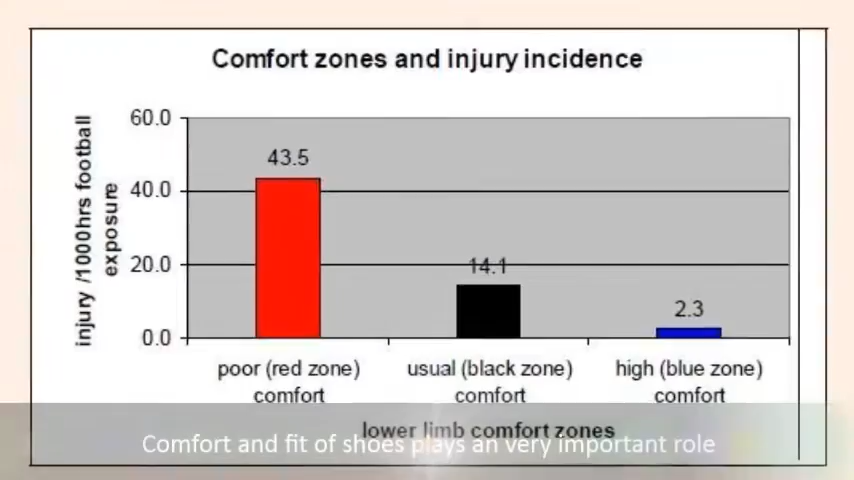 Comfort zones and injury incidence
injury /1000hrs football
exposure
60.0
40.0
20.0
0.0
43.5
14.1
2.3
poor (red zone)
comfort
usual (black zone)
comfort
high (blue zone)
comfort
lower limb comfort zones
Comfort and fit of shoes plays an very important role